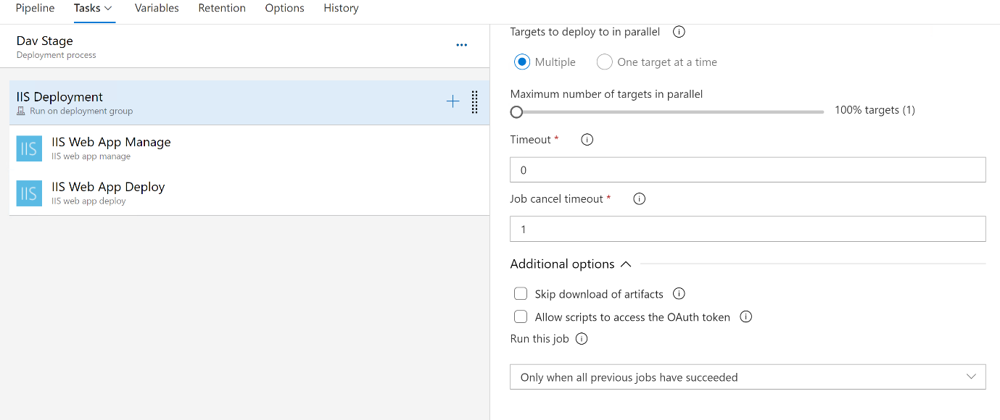 Pipeline Tasks Variables Retention Options History
Dav Stage
Deployment process
IIS Deployment
Run on deployment group
IIS
IIS Web App Manage
IIS web app manage
IIS
IIS Web App Deploy
IIS web app deploy
Targets to deploy to in parallel
Multiple One target at a time
Maximum number of targets in parallel
100% targets (1)
Timeout *
0
Job cancel timeout *
1
Additional options
Skip download of artifacts
Allow scripts to access the OAuth token
Run this job
Only when all previous jobs have succeeded